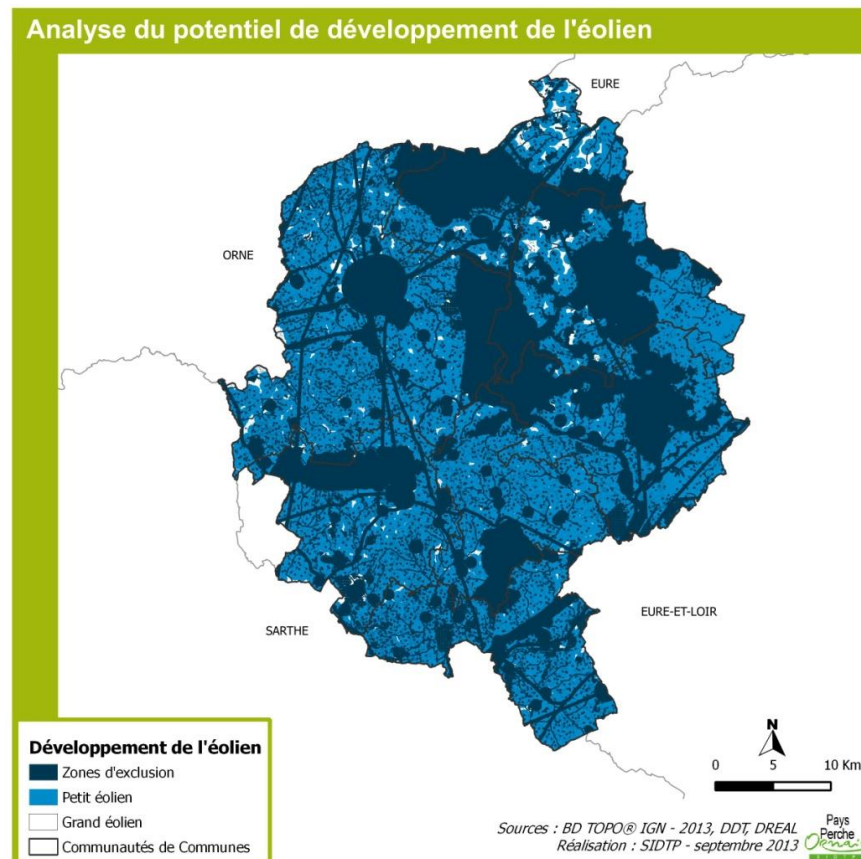 Analyse du potentiel de développement de l'éolien
EURE
ORNE
SARTHE
EURE-ET-LOIR
Développement de l'éolien
Zones d'exclusion
Petit éolien
Grand éolien
Communautés de Communes
N
0 5 10 Km
Sources : BD TOPO® IGN - 2013, DDT, DREAL
Réalisation : SIDTP - septembre 2013
Pays
Perche
Ornais